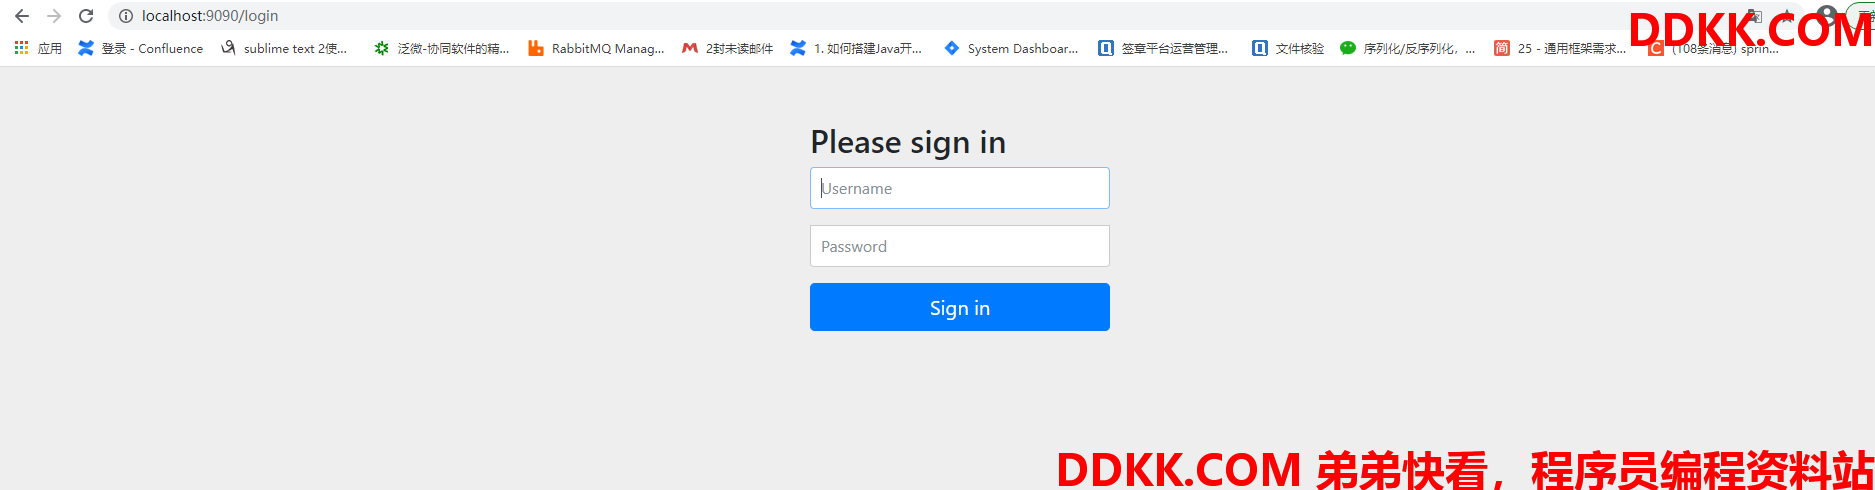 localhost:9090/login
DDKK.COM
应用 登录 - Confluence sublime text 2使... 泛微-协同软件的精... RabbitMQ Manag... 2封未读邮件 1. 如何搭建Java开... System Dashboar... 签章平台运营管理... 文件核验 序列化/反序列化，... 25 - 通用框架需求... (108条消息) sprin...
Please sign in
Username
Password
Sign in
DDKK.COM 弟弟快看，程序员编程资料站